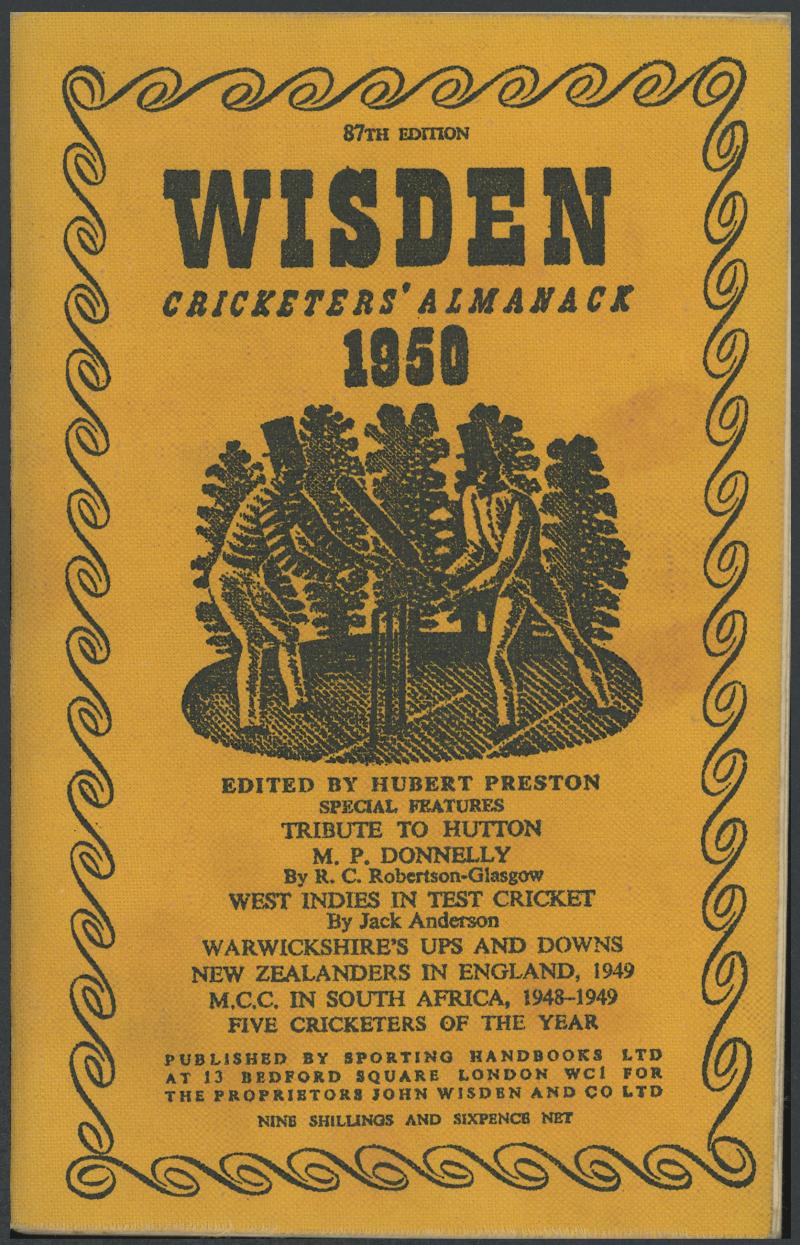 87TH EDITION
WISDEN
CRICKETERS' ALMANACK
1950
EDITED BY HUBERT PRESTON
SPECIAL FEATURES
TRIBUTE TO HUTTON
M. P. DONNELLY
By R. C. Robertson-Glasgow
WEST INDIES IN TEST CRICKET
By Jack Anderson
WARWICKSHIRE'S UPS AND DOWNS
NEW ZEALANDERS IN ENGLAND, 1949
M.C.C. IN SOUTH AFRICA, 1948-1949
FIVE CRICKETERS OF THE YEAR
PUBLISHED BY SPORTING HANDBOOKS LTD
AT 13 BEDFORD SQUARE LONDON WC1 FOR
THE PROPRIETORS JOHN WISDEN AND CO LTD
NINE SHILLINGS AND SIXPENCE NET